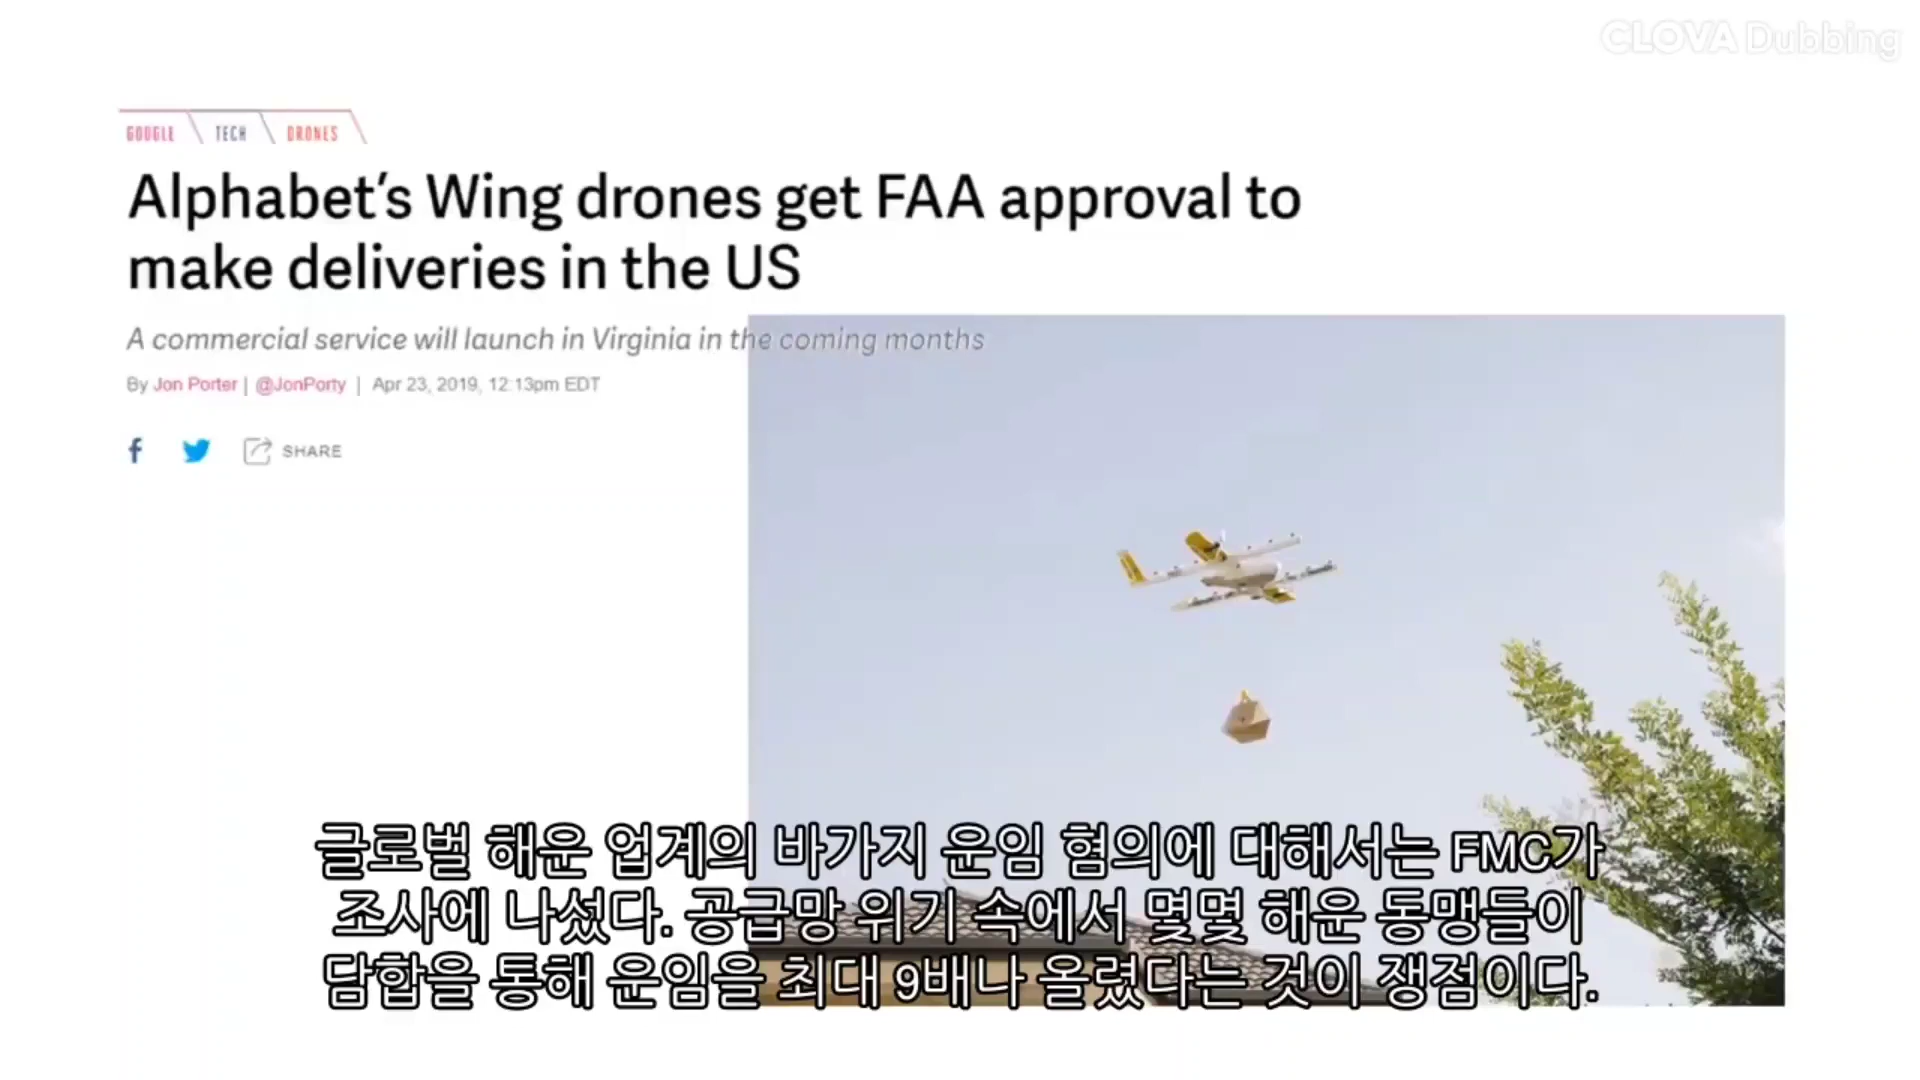 CLOVA Dubbing
GOOGLE TECH DRONES
Alphabet’s Wing drones get FAA approval to
make deliveries in the US
A commercial service will launch in Virginia in the coming months
By Jon Porter | @JonPorty | Apr 23, 2019, 12:13pm EDT
SHARE
글로벌 해운 업계의 바가지 운임 혐의에 대해서는 FMC가
조사에 나섰다. 공급망 위기 속에서 몇몇 해운 동맹들이
담합을 통해 운임을 최대 9배나 올렸다는 것이 쟁점이다.